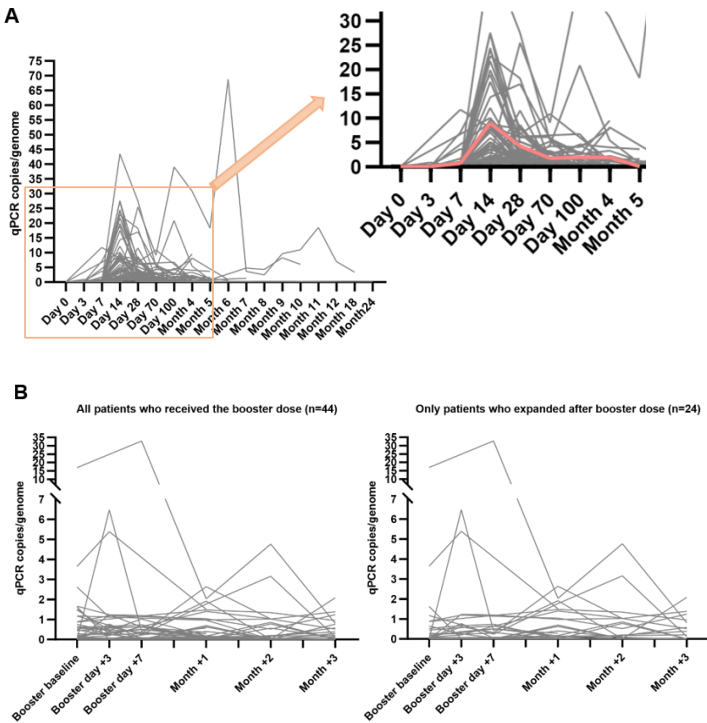 A
qPCR copies/genome
75
70
65
60
55
50
45
40
35
30
25
20
15
10
5
0
Day 0
Day 3
Day 7
Day 14
Day 28
Day 70
Day 100
Month 4
Month 5
Month 6
Month 7
Month 8
Month 9
Month 10
Month 11
Month 12
Month 18
Month24
30
25
20
15
10
5
0
Day 0
Day 3
Day 7
Day 14
Day 28
Day 70
Day 100
Month 4
Month 5
B
All patients who received the booster dose (n=44)
qPCR copies/genome
35
30
25
20
15
10
7
6
5
4
3
2
1
0
Booster baseline
Booster day +3
Booster day +7
Month +1
Month +2
Month +3
Only patients who expanded after booster dose (n=24)
qPCR copies/genome
35
30
25
20
15
10
7
6
5
4
3
2
1
0
Booster baseline
Booster day +3
Booster day +7
Month +1
Month +2
Month +3